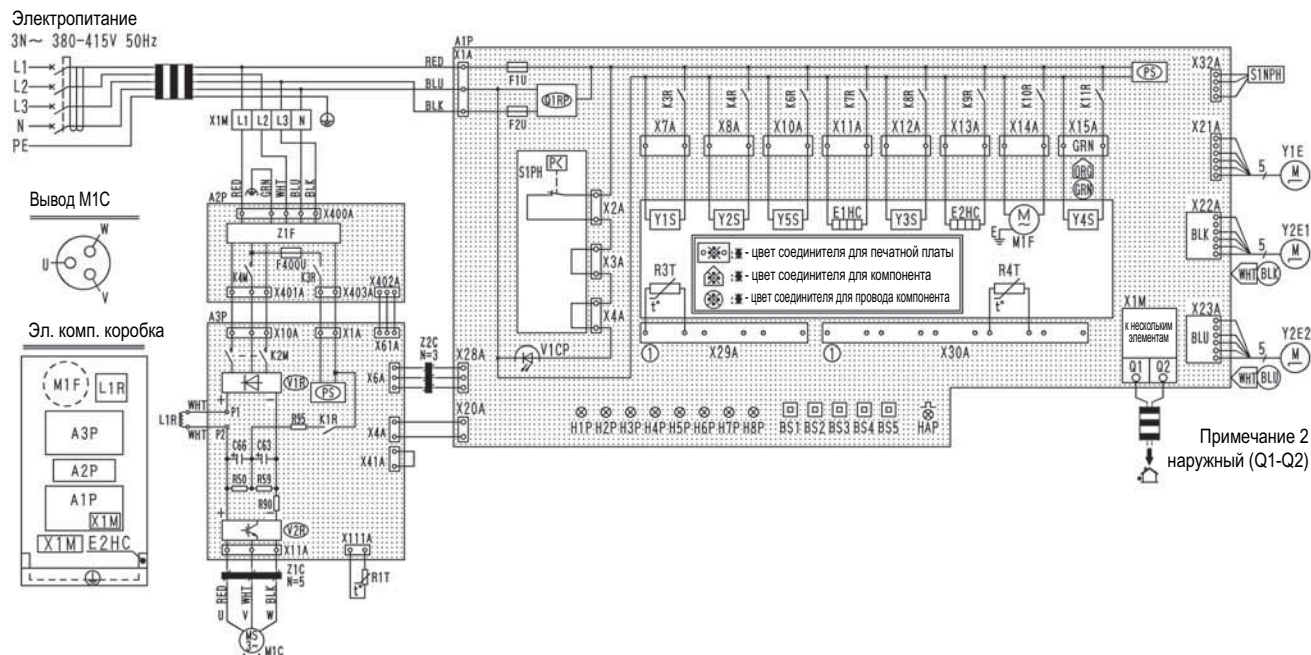 Электропитание
3N~ 380-415V 50Hz
L1
L2
L3
N
PE
RED
BLU
BLK
A1P
X1A
F1U
F2U
Q1RP
PS
X32A
S1NPH
X1M L1 L2 L3 N
RED GRN WHT BLU BLK
K3R K4R K6R K7R K8R K9R K10R K11R
X7A X8A X10A X11A X12A X13A X14A X15A
GRN
ORG
GRN
X21A
5
Y1E
M
Вывод M1C
W
U
V
A2P
X400A
Z1F
F400U
K4M
K3R
X402A
X401A
X403A
S1PH
P<
X2A
X3A
X4A
V1CP
Y1S Y2S Y5S E1HC Y3S E2HC M Y4S
E
M1F
:⁕ - цвет соединителя для печатной платы
:⁕ - цвет соединителя для компонента
:⁕ - цвет соединителя для провода компонента
R3T
t°
R4T
t°
1
X29A
1
X30A
X22A
BLK
5
Y2E1
M
WHT BLK
X23A
BLU
5
Y2E2
M
WHT BLU
X1M
к нескольким
элементам
Q1 Q2
Примечание 2
наружный (Q1-Q2)
Эл. комп. коробка
M1F
L1R
A3P
A2P
A1P
X1M
X1M E2HC
A3P
X10A
X1A
X61A
K2M
V1R
PS
L1R
WHT
P1
WHT
P2
R95
K1R
C66 C63
R50 R59
R90
V2R
X11A
X6A
Z2C
N=3
X28A
X4A
X20A
X41A
X111A
R1T
t°
Z1C
N=5
RED WHT BLK
U V W
MS
3~
M1C
H1P H2P H3P H4P H5P H6P H7P H8P
BS1 BS2 BS3 BS4 BS5
HAP